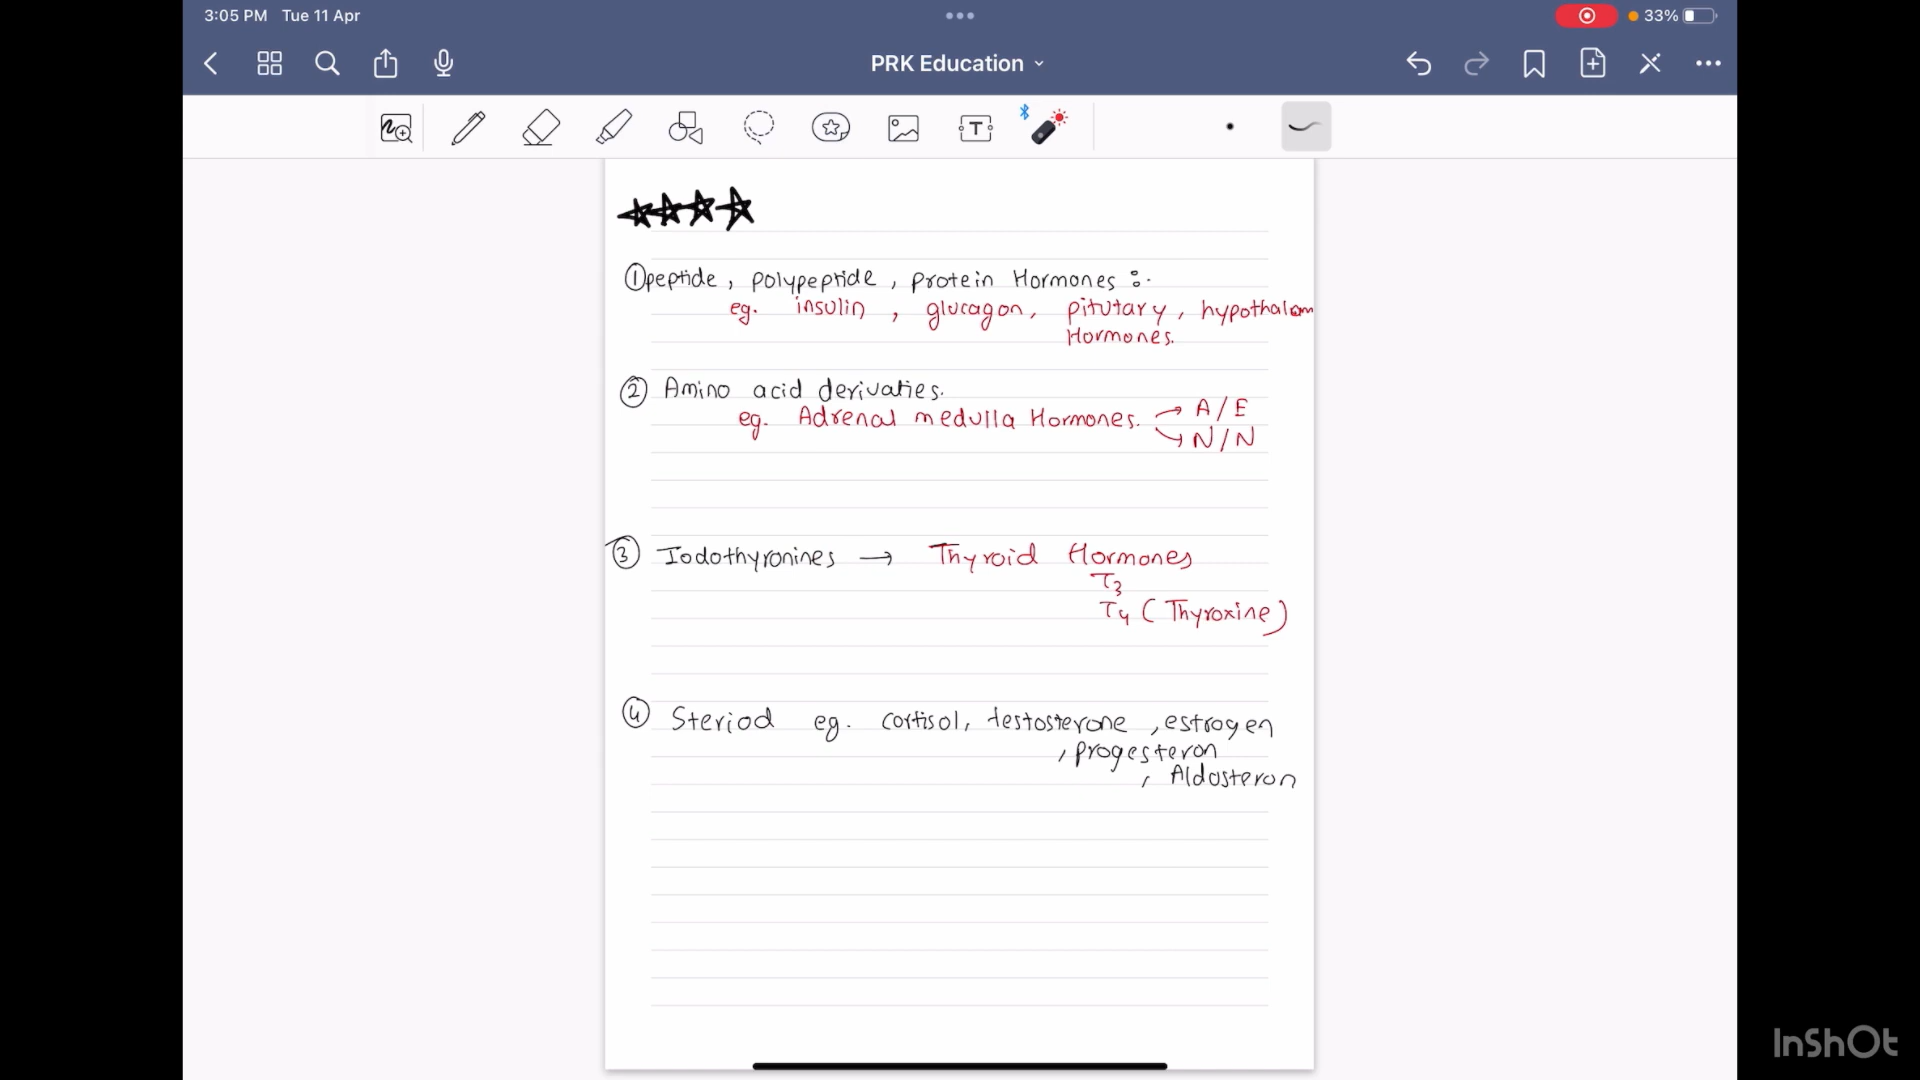 3:05 PM Tue 11 Apr
33%
PRK Education
T
① peptide, polypeptide, protein Hormones :-
eg. insulin, glucagon, pitutary, hypothalam
Hormones.
② Amino acid derivaties.
eg. Adrenal medulla Hormones. → A/E
→ N/N
③ Iodothyronines → Thyroid Hormones
T3
T4 (Thyroxine)
④ Steriod eg. cortisol, testosterone, estrogen
, progesteron
, Aldosteron
InShOt